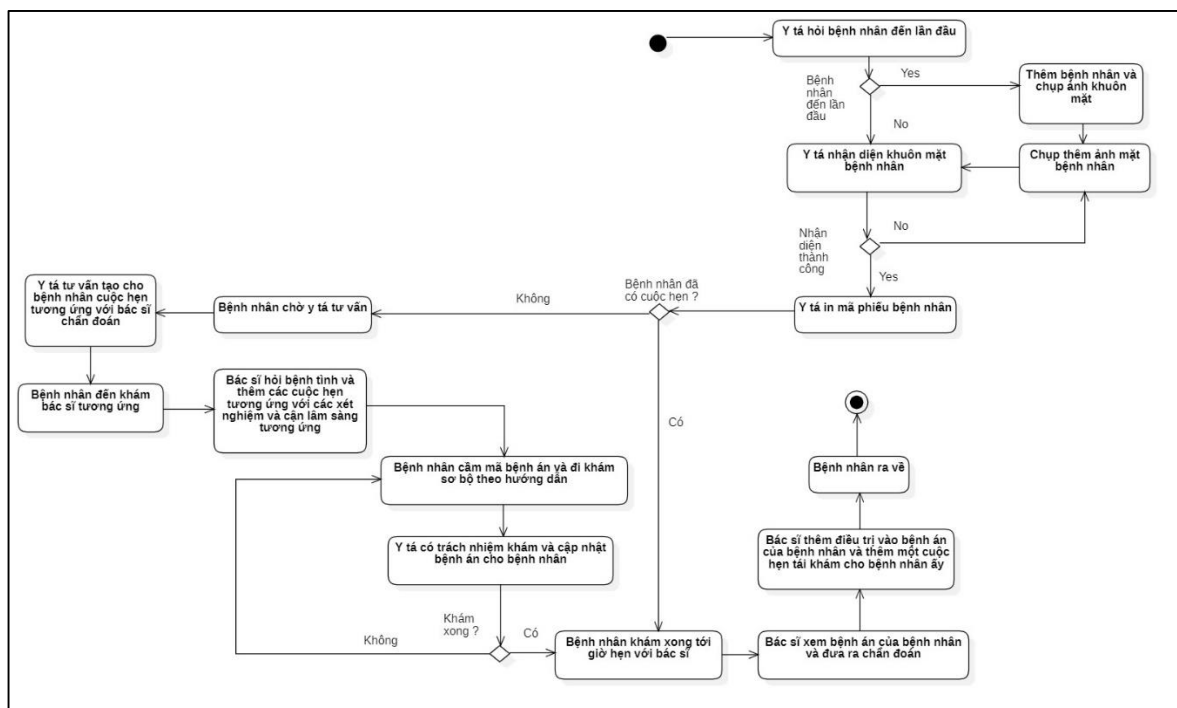 Y tá hỏi bệnh nhân đến lần đầu
Bệnh
nhân
đến lần
đầu
Yes
Thêm bệnh nhân và
chụp ảnh khuôn
mặt
No
Y tá nhận diện khuôn mặt
bệnh nhân
Chụp thêm ảnh mặt
bệnh nhân
Nhận
diện
thành
công
No
Yes
Y tá in mã phiếu bệnh nhân
Bệnh nhân đã
có cuộc hẹn ?
Không
Bệnh nhân chờ y tá tư vấn
Y tá tư vấn tạo cho
bệnh nhân cuộc hẹn
tương ứng với bác sĩ
chẩn đoán
Bệnh nhân đến khám
bác sĩ tương ứng
Bác sĩ hỏi bệnh tình và
thêm các cuộc hẹn
tương ứng với các xét
nghiệm và cận lâm sàng
tương ứng
Có
Bệnh nhân cầm mã bệnh án và đi khám
sơ bộ theo hướng dẫn
Y tá có trách nhiệm khám và cập nhật
bệnh án cho bệnh nhân
Khám
xong ?
Không
Có
Bệnh nhân khám xong tới
giờ hẹn với bác sĩ
Bác sĩ xem bệnh án của bệnh nhân
và đưa ra chẩn đoán
Bác sĩ thêm điều trị vào bệnh án
của bệnh nhân và thêm một cuộc
hẹn tái khám cho bệnh nhân ấy
Bệnh nhân ra về